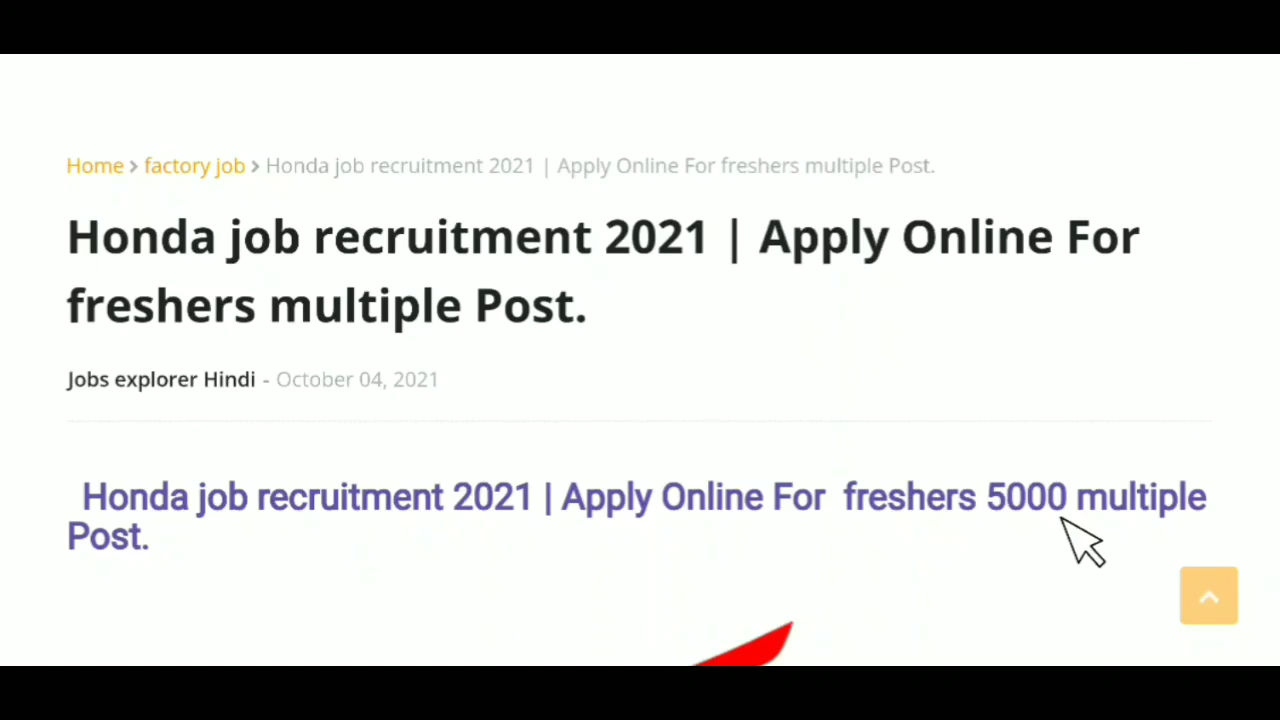 Home > factory job > Honda job recruitment 2021 | Apply Online For freshers multiple Post.
Honda job recruitment 2021 | Apply Online For
freshers multiple Post.
Jobs explorer Hindi - October 04, 2021
Honda job recruitment 2021 | Apply Online For freshers 5000 multiple
Post.